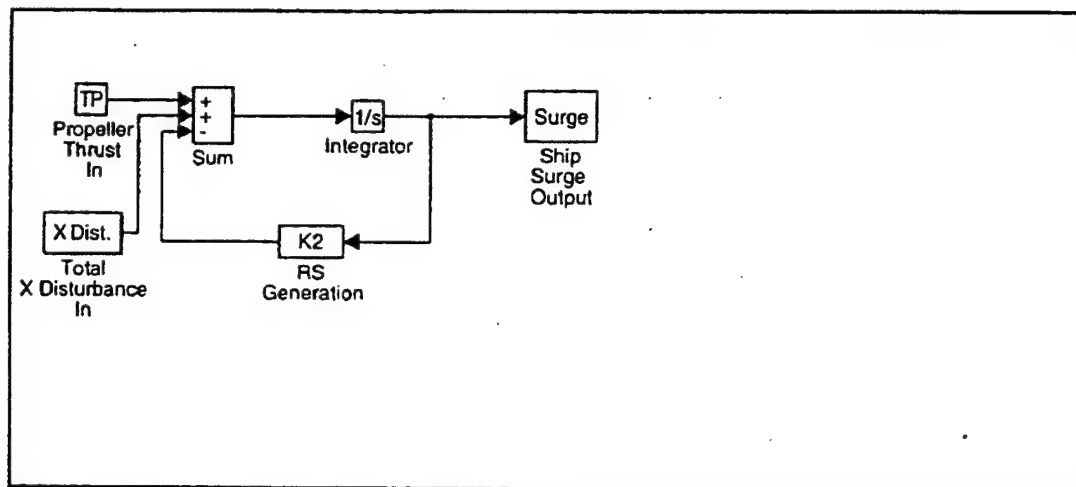 TP
Propeller
Thrust
In
+
+
-
Sum
1/s
Integrator
Surge
Ship
Surge
Output
X Dist.
Total
X Disturbance
In
K2
RS
Generation